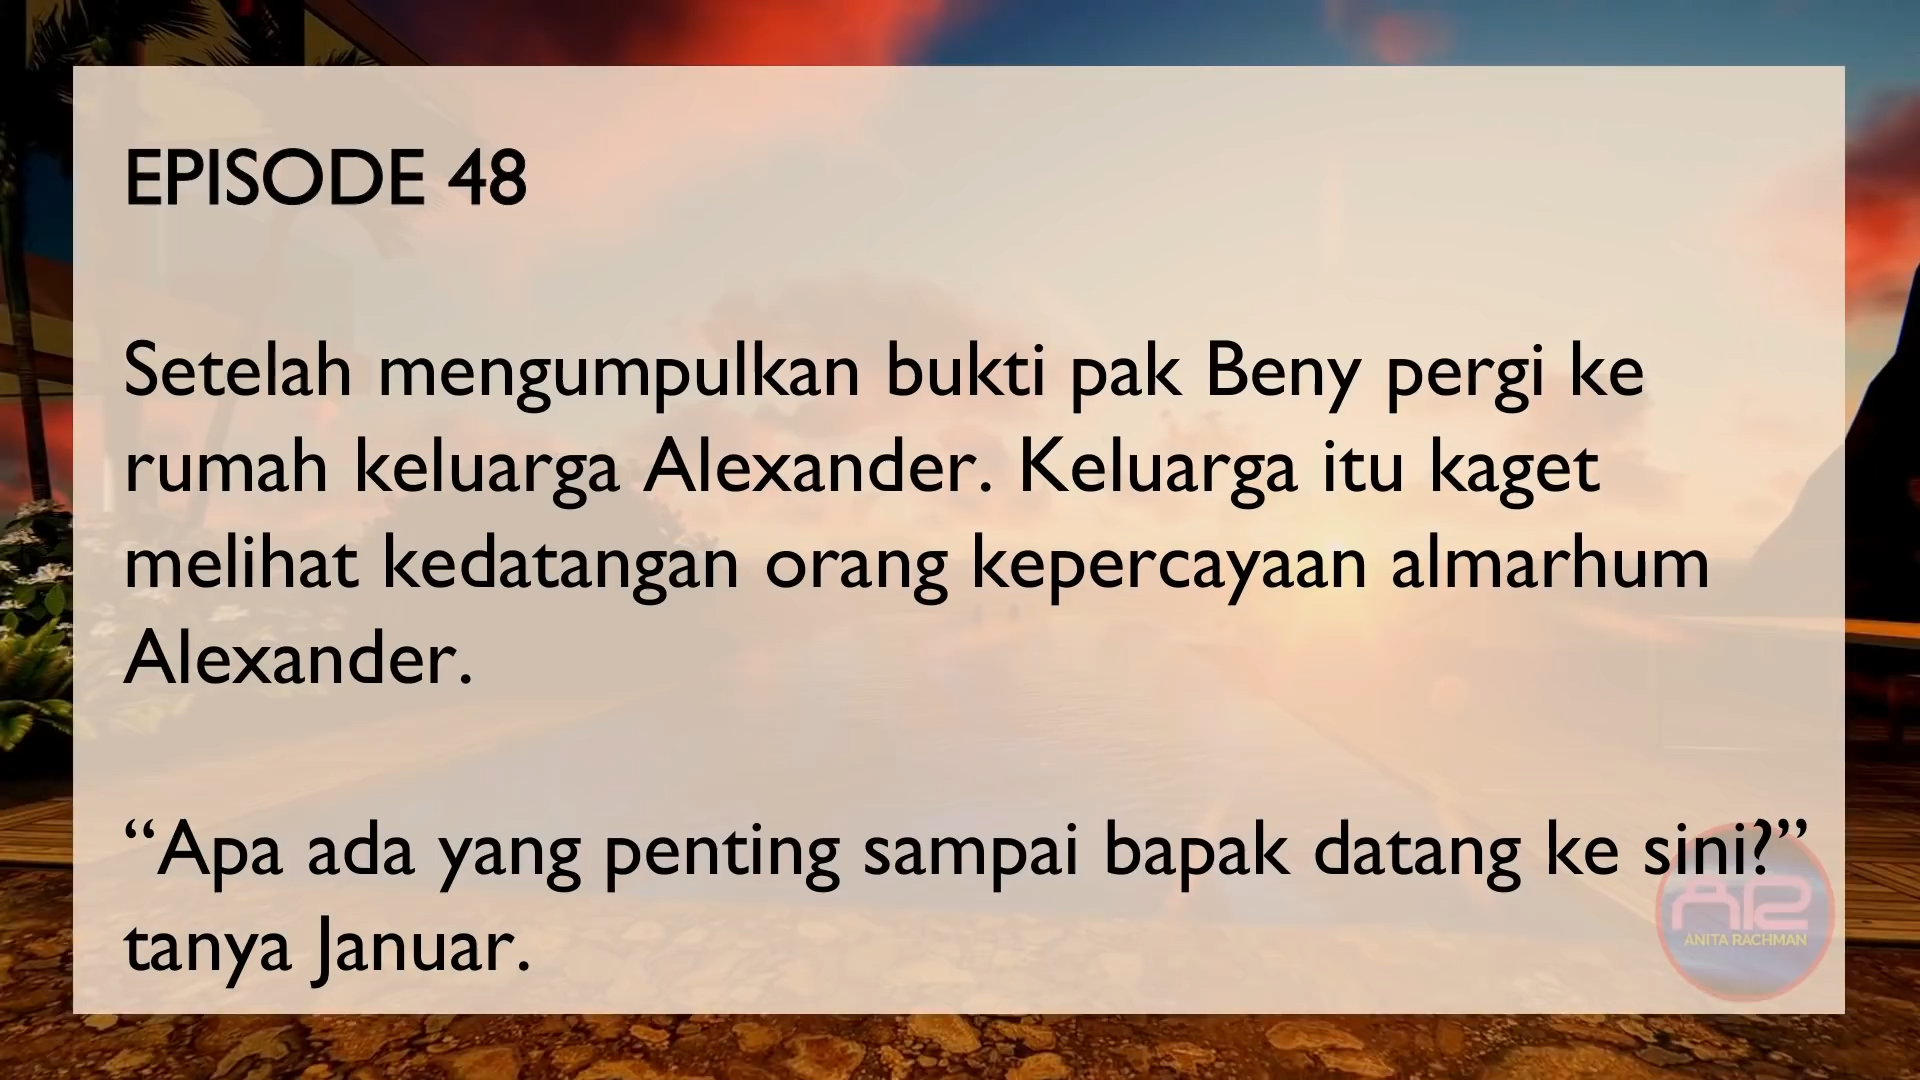 EPISODE 48
Setelah mengumpulkan bukti pak Beny pergi ke
rumah keluarga Alexander. Keluarga itu kaget
melihat kedatangan orang kepercayaan almarhum
Alexander.
“Apa ada yang penting sampai bapak datang ke sini?”
tanya Januar.
AR
ANITA RACHMAN